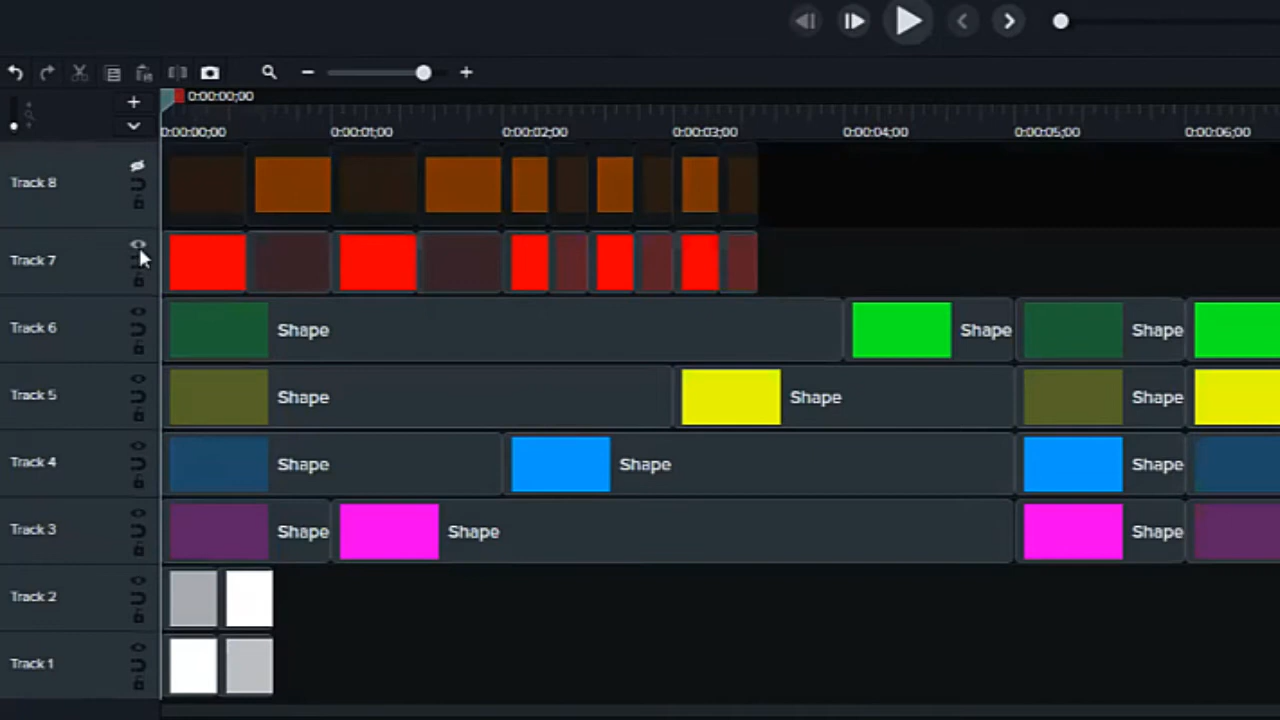 0:00:00;00
0:00:00;00 0:00:01;00 0:00:02;00 0:00:03;00 0:00:04;00 0:00:05;00 0:00:06;00
Track 8
Track 7
Track 6 Shape Shape Shape
Track 5 Shape Shape Shape
Track 4 Shape Shape Shape
Track 3 Shape Shape Shape
Track 2
Track 1